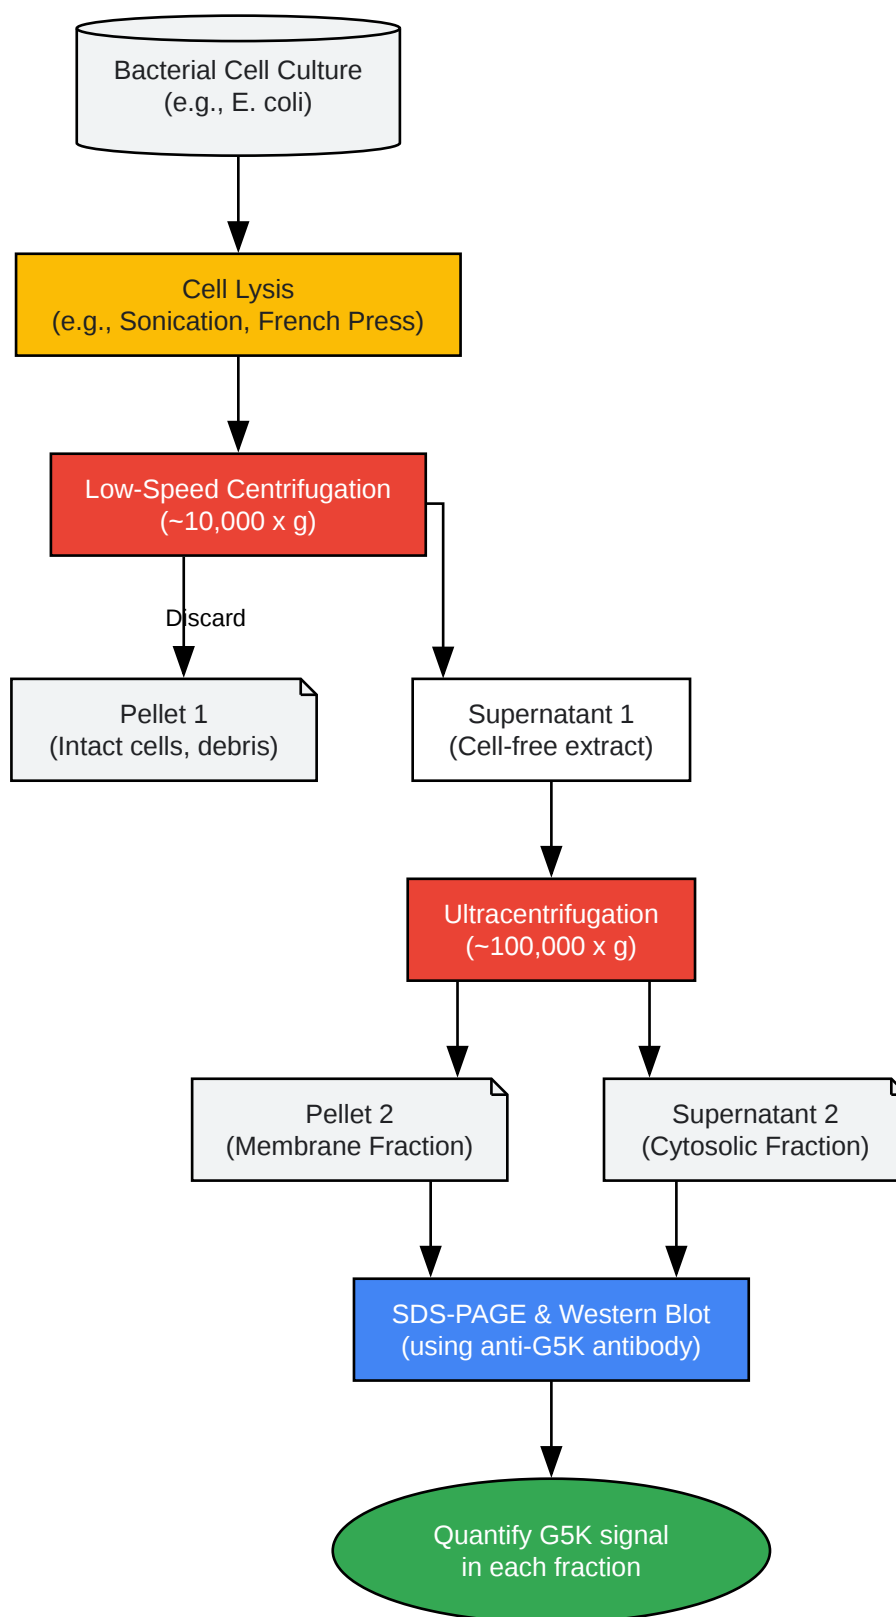 Bacterial Cell Culture
(e.g., E. coli)
Cell Lysis
(e.g., Sonication, French Press)
Low-Speed Centrifugation
(~10,000 x g)
Discard
Pellet 1
(Intact cells, debris)
Supernatant 1
(Cell-free extract)
Ultracentrifugation
(~100,000 x g)
Pellet 2
(Membrane Fraction)
Supernatant 2
(Cytosolic Fraction)
SDS-PAGE & Western Blot
(using anti-G5K antibody)
Quantify G5K signal
in each fraction